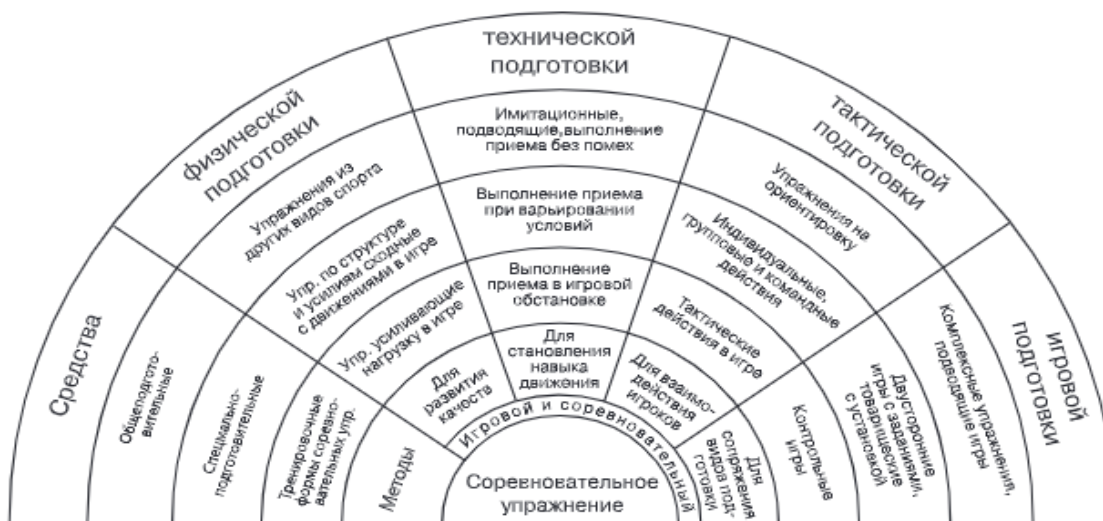 Средства
физической
подготовки
технической
подготовки
тактической
подготовки
игровой
подготовки
Общеподгото-
вительные
Упражнения из
других видов спорта
Имитационные,
подводящие,выполнение
приема без помех
Упражнения на
ориентировку
Комплексные упражнения,
подводящие игры
Специально-
подготовительные
Упр. по структуре
и усилиям сходные
с движениями в игре
Выполнение приема
при варьировании
условий
Индивидуальные,
групповые и командные
действия
Двусторонние
игры с заданиями,
товарищеские
с установкой
Тренировочные
формы соревно-
вательных упр.
Упр. усиливающие
нагрузку в игре
Выполнение
приема в игровой
обстановке
Тактические
действия в игре
Контрольные
игры
Методы
Для
развития
качеств
Для
становления
навыка
движения
Для взаимо-
действия
игроков
Для
сопряжения
видов под-
готовки
Игровой и соревновательный
Соревновательное
упражнение